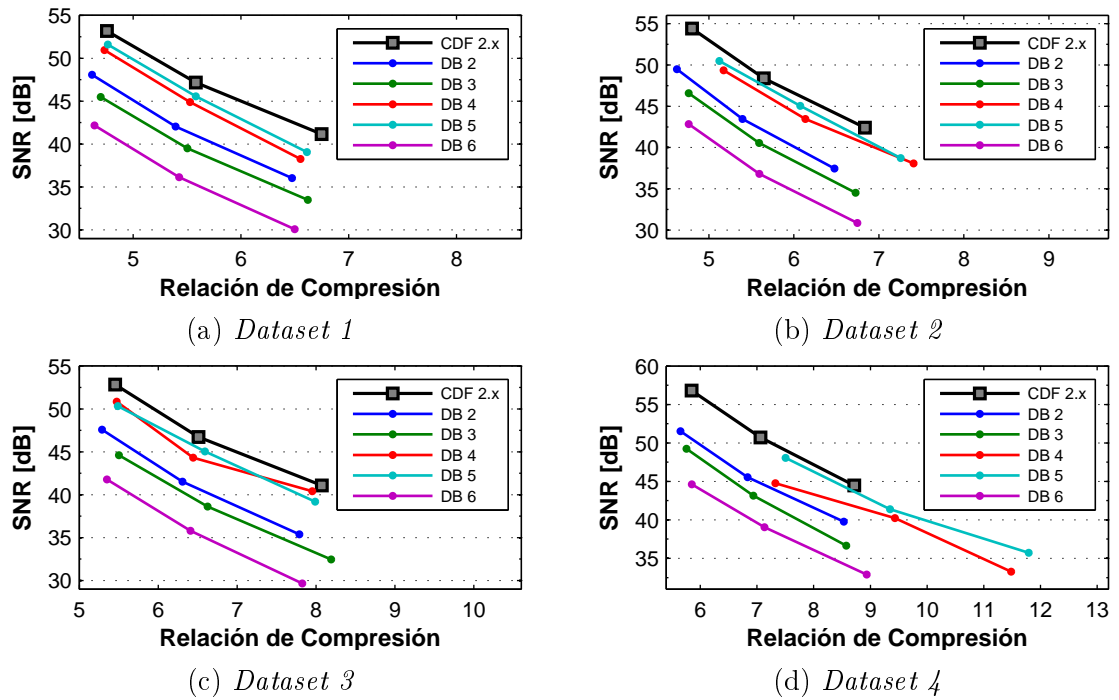 55
50
45
40
35
30
SNR [dB]
5
6
7
8
Relación de Compresión
CDF 2.x
DB 2
DB 3
DB 4
DB 5
DB 6
(a) Dataset 1
55
50
45
40
35
30
SNR [dB]
5
6
7
8
9
Relación de Compresión
CDF 2.x
DB 2
DB 3
DB 4
DB 5
DB 6
(b) Dataset 2
55
50
45
40
35
30
SNR [dB]
5
6
7
8
9
10
Relación de Compresión
CDF 2.x
DB 2
DB 3
DB 4
DB 5
DB 6
(c) Dataset 3
60
55
50
45
40
35
SNR [dB]
6
7
8
9
10
11
12
13
Relación de Compresión
CDF 2.x
DB 2
DB 3
DB 4
DB 5
DB 6
(d) Dataset 4